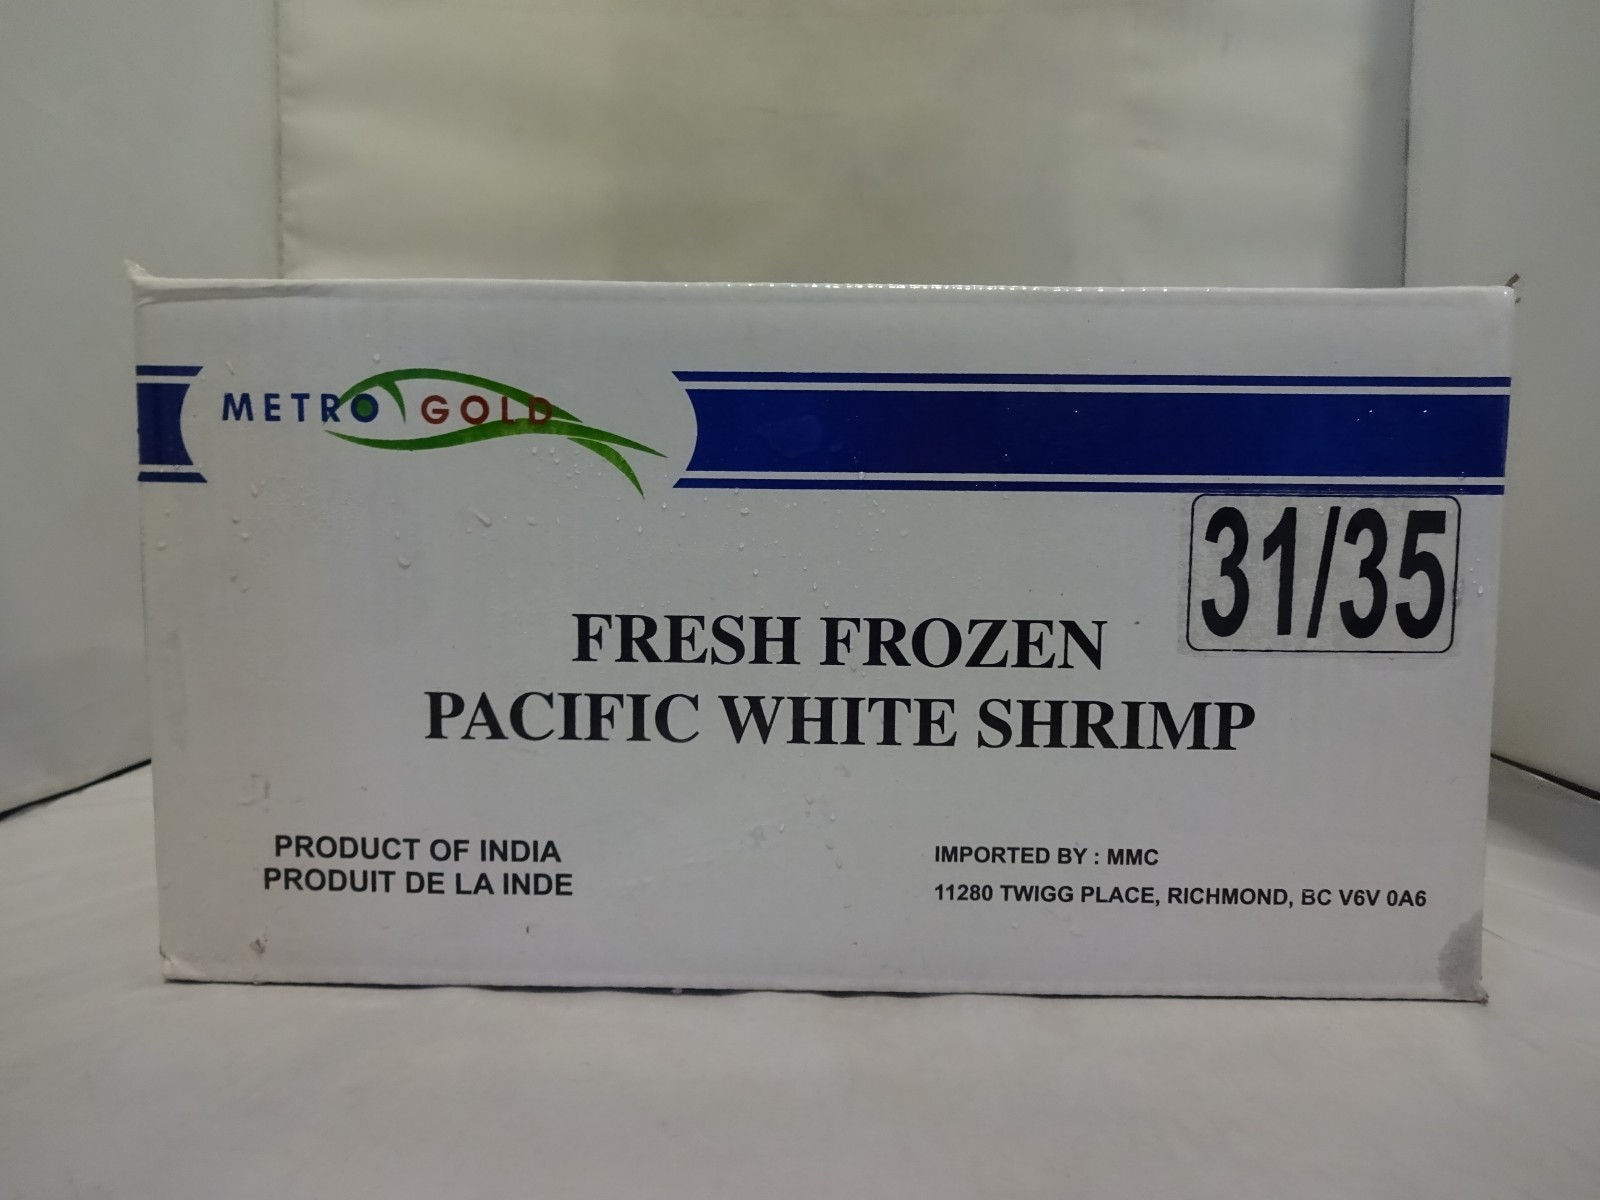 METRO GOLD
31/35
FRESH FROZEN
PACIFIC WHITE SHRIMP
PRODUCT OF INDIA
PRODUIT DE LA INDE
IMPORTED BY : MMC
11280 TWIGG PLACE, RICHMOND, BC V6V 0A6